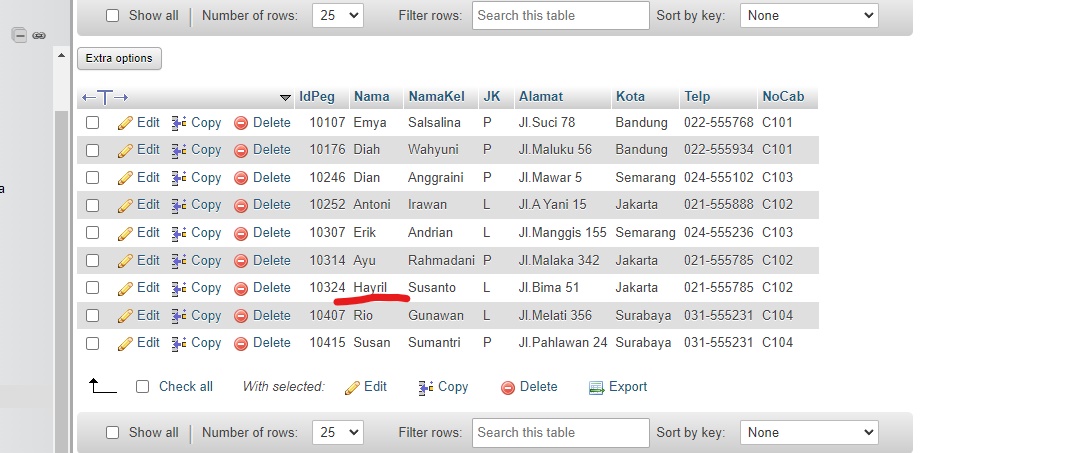 Show all Number of rows: 25 Filter rows: Search this table Sort by key: None
Extra options
IdPeg Nama NamaKel JK Alamat Kota Telp NoCab
Edit Copy Delete 10107 Emya Salsalina P Jl.Suci 78 Bandung 022-555768 C101
Edit Copy Delete 10176 Diah Wahyuni P Jl.Maluku 56 Bandung 022-555934 C101
a
Edit Copy Delete 10246 Dian Anggraini P Jl.Mawar 5 Semarang 024-555102 C103
Edit Copy Delete 10252 Antoni Irawan L Jl.A Yani 15 Jakarta 021-555888 C102
Edit Copy Delete 10307 Erik Andrian L Jl.Manggis 155 Semarang 024-555236 C103
Edit Copy Delete 10314 Ayu Rahmadani P Jl.Malaka 342 Jakarta 021-555785 C102
Edit Copy Delete 10324 Hayril Susanto L Jl.Bima 51 Jakarta 021-555785 C102
Edit Copy Delete 10407 Rio Gunawan L Jl.Melati 356 Surabaya 031-555231 C104
Edit Copy Delete 10415 Susan Sumantri P Jl.Pahlawan 24 Surabaya 031-555231 C104
Check all With selected: Edit Copy Delete Export
Show all Number of rows: 25 Filter rows: Search this table Sort by key: None